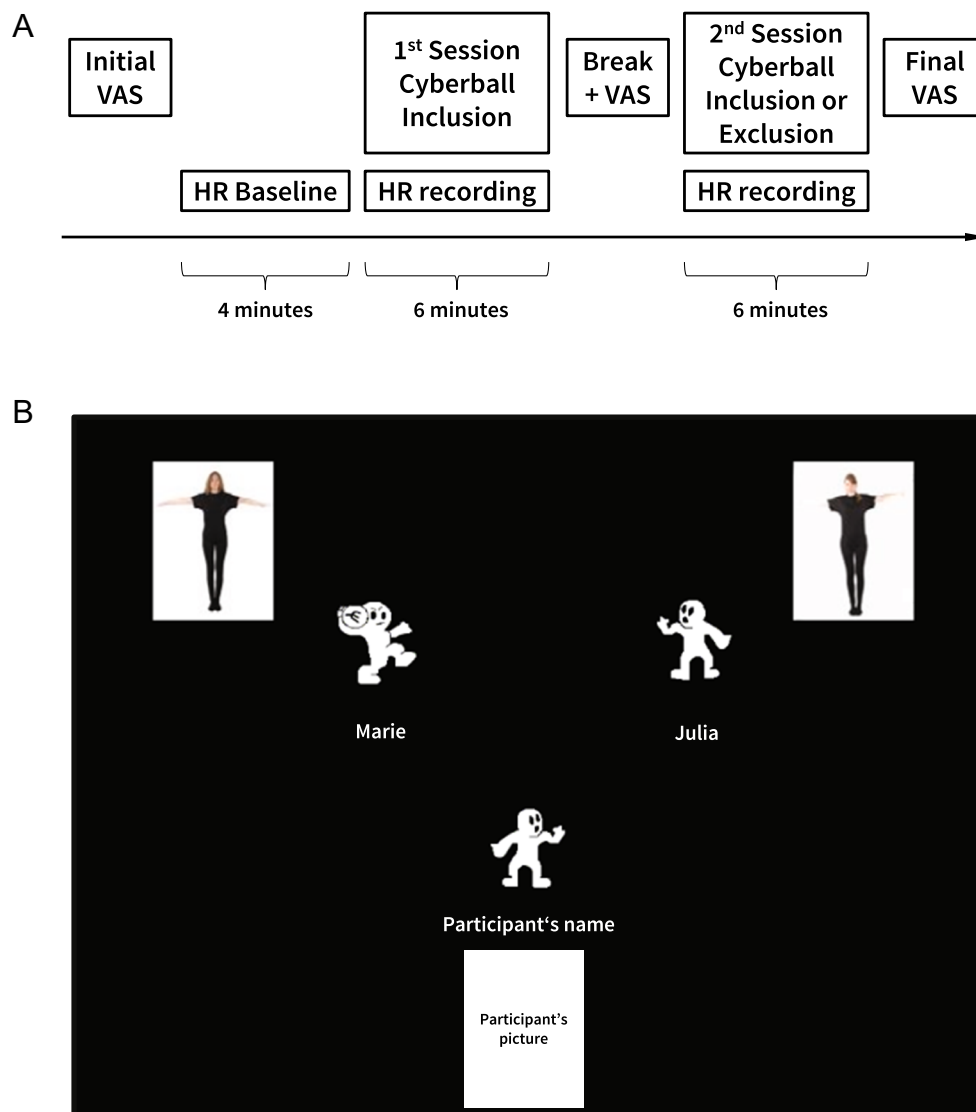 A
Initial
VAS
1st Session
Cyberball
Inclusion
Break
+ VAS
2nd Session
Cyberball
Inclusion or
Exclusion
Final
VAS
HR Baseline
HR recording
HR recording
4 minutes
6 minutes
6 minutes
B
Marie
Julia
Participant‘s name
Participant’s
picture